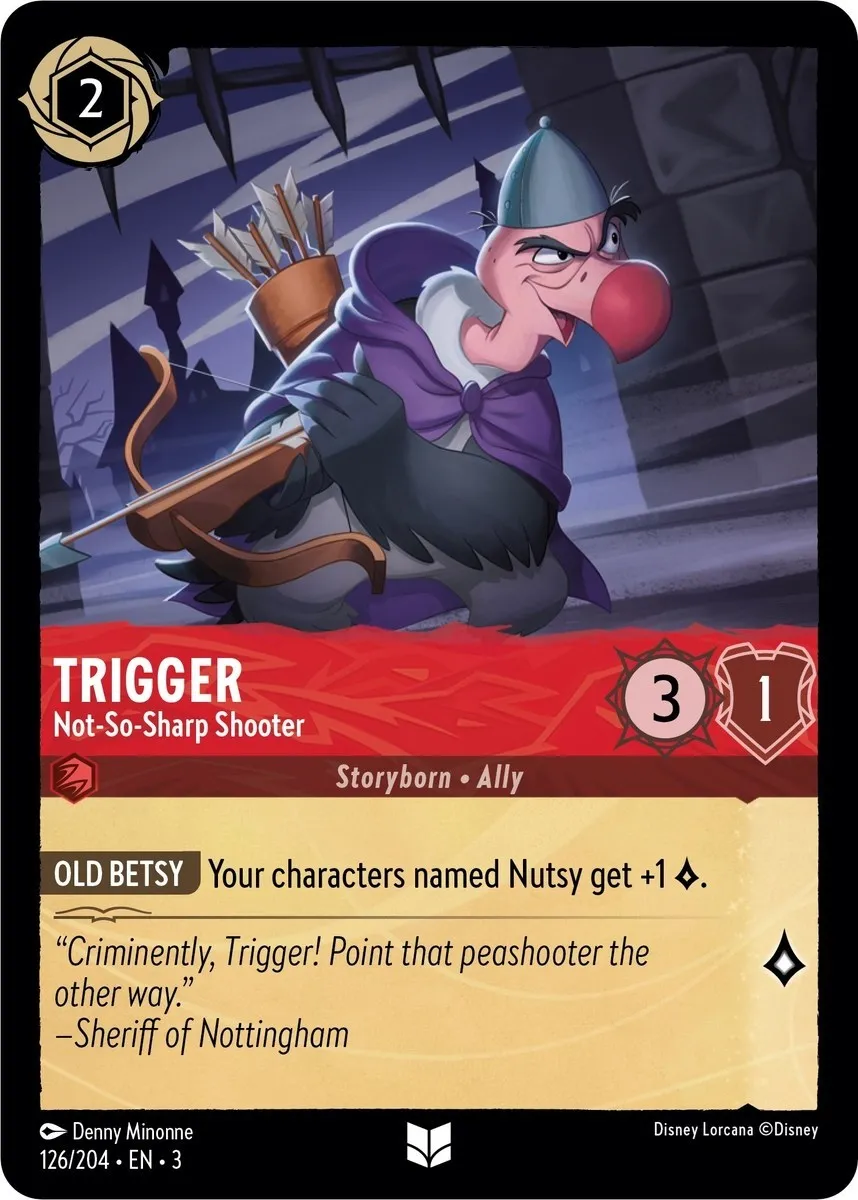 2
TRIGGER
Not-So-Sharp Shooter
3
1
Storyborn • Ally
OLD BETSY Your characters named Nutsy get +1 .
“Criminently, Trigger! Point that peashooter the
other way.”
–Sheriff of Nottingham
Denny Minonne
Disney Lorcana ©Disney
126/204 • EN • 3